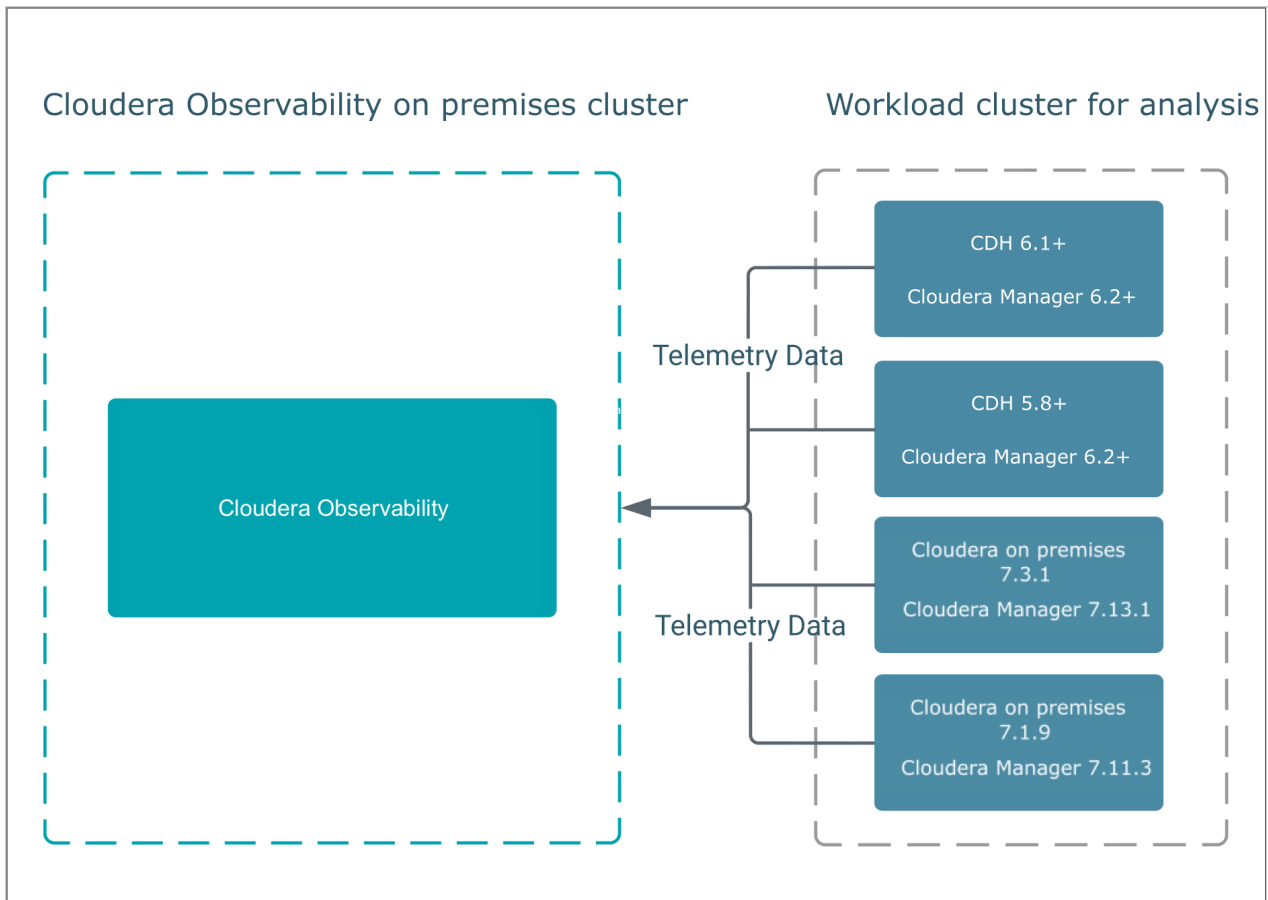 Cloudera Observability on premises cluster
Workload cluster for analysis
CDH 6.1+
Cloudera Manager 6.2+
Telemetry Data
CDH 5.8+
Cloudera Manager 6.2+
Cloudera Observability
Cloudera on premises
7.3.1
Cloudera Manager 7.13.1
Telemetry Data
Cloudera on premises
7.1.9
Cloudera Manager 7.11.3